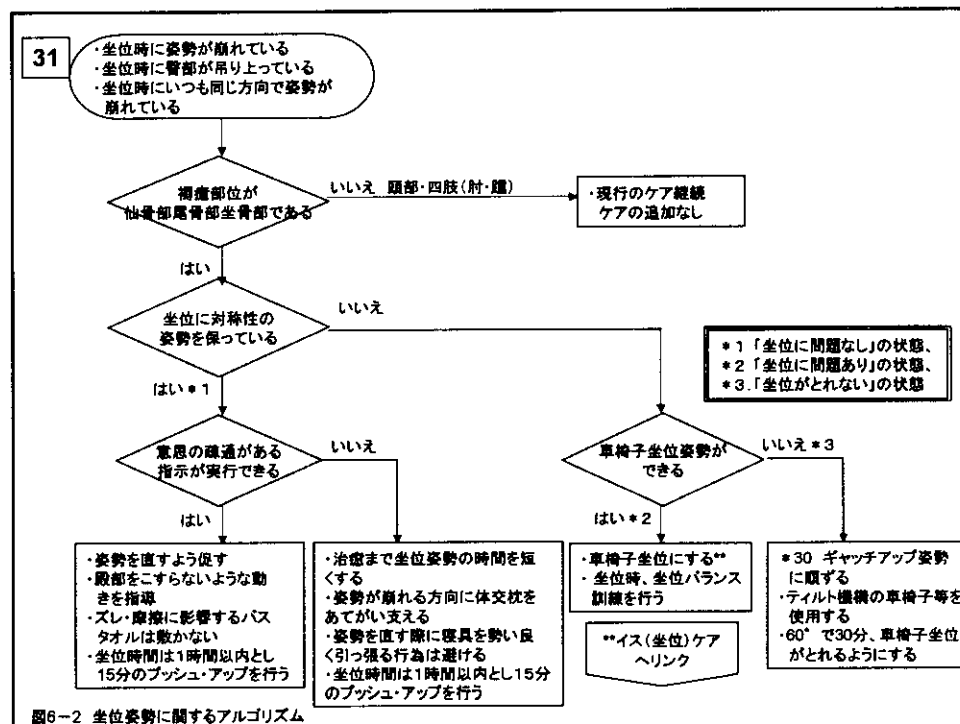 31
・坐位時に姿勢が崩れている
・坐位時に臀部が吊り上っている
・坐位時にいつも同じ方向で姿勢が
崩れている
褥瘡部位が
仙骨部尾骨部坐骨部である
いいえ 頭部・四肢(肘・踵)
・現行のケア継続
ケアの追加なし
はい
坐位に対称性の
姿勢を保っている
いいえ
*1「坐位に問題なし」の状態、
*2「坐位に問題あり」の状態、
*3.「坐位がとれない」の状態
はい*1
意思の疎通がある
指示が実行できる
いいえ
車椅子坐位姿勢が
できる
いいえ*3
はい
はい*2
・姿勢を直すよう促す
・殿部をこすらないような動
きを指導
・ズレ・摩擦に影響するバス
タオルは敷かない
・坐位時間は1時間以内とし
15分のプッシュ・アップを行う
・治療まで坐位姿勢の時間を短
くする
・姿勢が崩れる方向に体交枕を
あてがい支える
・姿勢を直す際に寝具を勢い良
く引っ張る行為は避ける
・坐位時間は1時間以内とし15分
のプッシュ・アップを行う
・車椅子坐位にする**
・坐位時、坐位バランス
訓練を行う
**イス(坐位)ケア
へリンク
*30 ギャッチアップ姿勢
に順ずる
・ティルト機構の車椅子等を
使用する
・60°で30分、車椅子坐位
がとれるようにする
図6-2 坐位姿勢に関するアルゴリズム